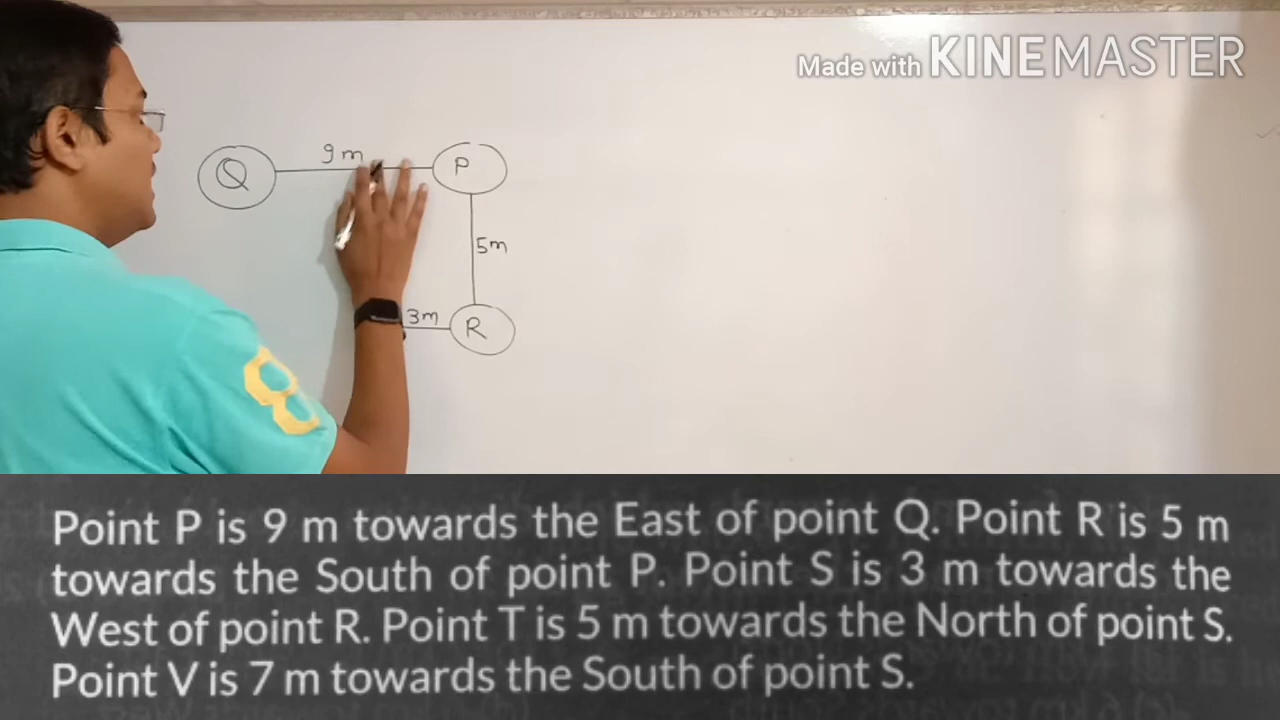 Made with KINEMASTER
9m
Q
P
5m
3m
R
8
Point P is 9 m towards the East of point Q. Point R is 5 m
towards the South of point P. Point S is 3 m towards the
West of point R. Point T is 5 m towards the North of point S.
Point V is 7 m towards the South of point S.